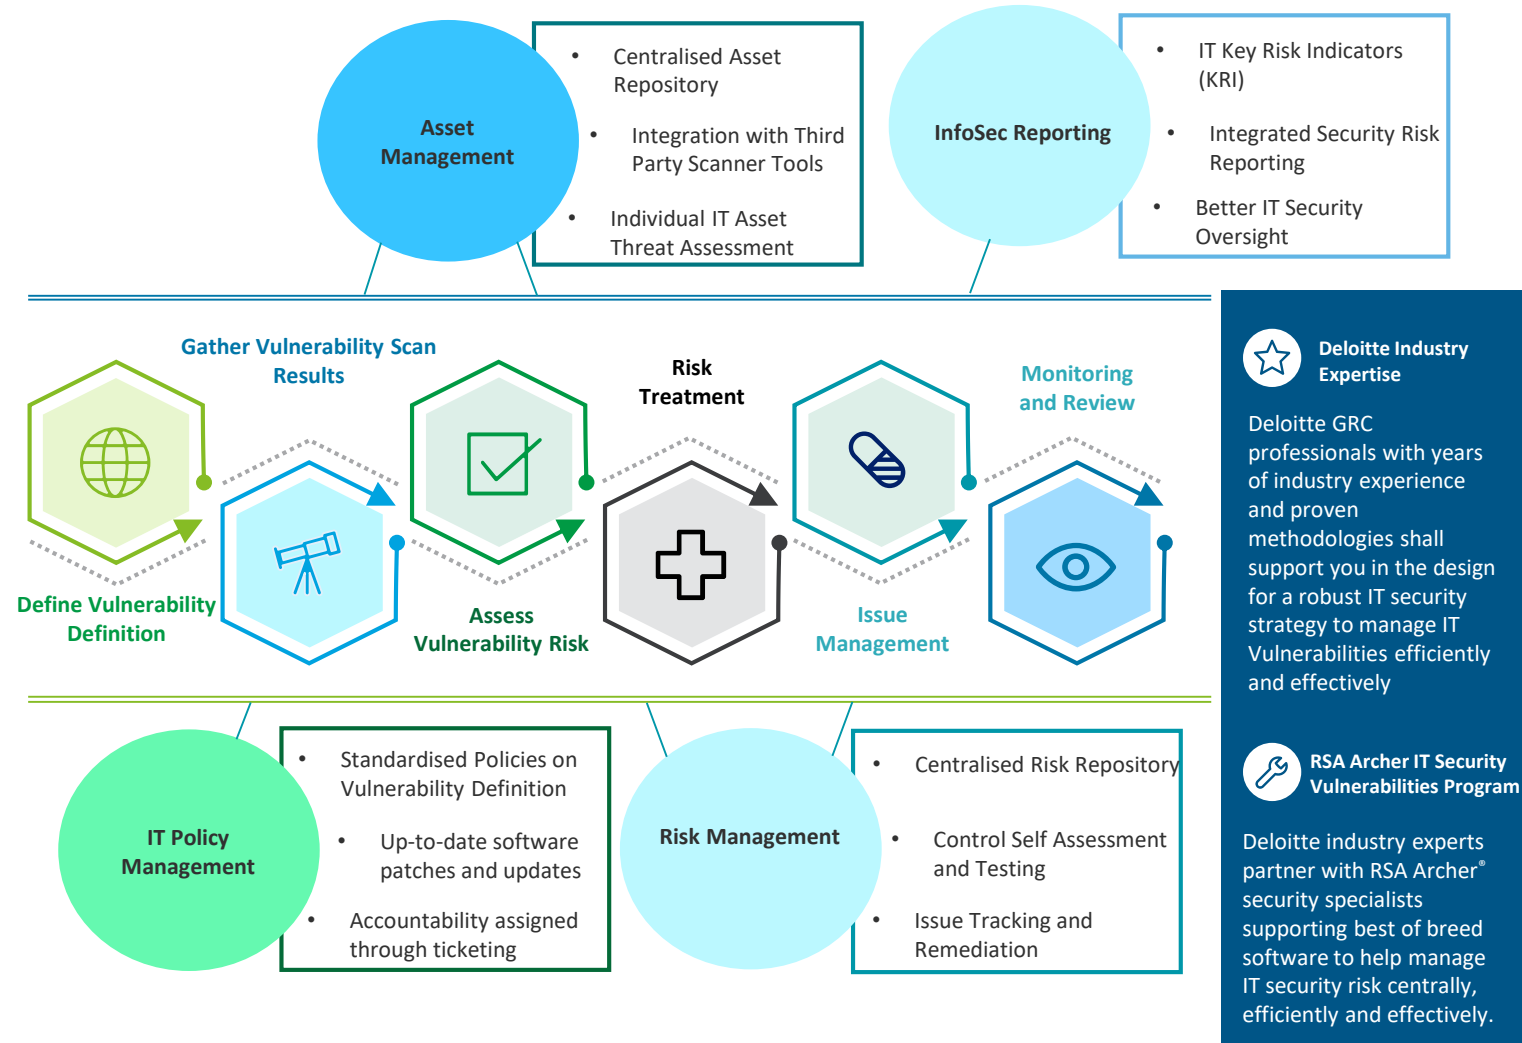 Asset
Management
• Centralised Asset
Repository
• Integration with Third
Party Scanner Tools
• Individual IT Asset
Threat Assessment
InfoSec Reporting
• IT Key Risk Indicators
(KRI)
• Integrated Security Risk
Reporting
• Better IT Security
Oversight
Define Vulnerability
Definition
Gather Vulnerability Scan
Results
Assess
Vulnerability Risk
Risk
Treatment
Issue
Management
Monitoring
and Review
IT Policy
Management
• Standardised Policies on
Vulnerability Definition
• Up-to-date software
patches and updates
• Accountability assigned
through ticketing
Risk Management
• Centralised Risk Repository
• Control Self Assessment
and Testing
• Issue Tracking and
Remediation
Deloitte Industry
Expertise
Deloitte GRC
professionals with years
of industry experience
and proven
methodologies shall
support you in the design
for a robust IT security
strategy to manage IT
Vulnerabilities efficiently
and effectively
RSA Archer IT Security
Vulnerabilities Program
Deloitte industry experts
partner with RSA Archer®
security specialists
supporting best of breed
software to help manage
IT security risk centrally,
efficiently and effectively.